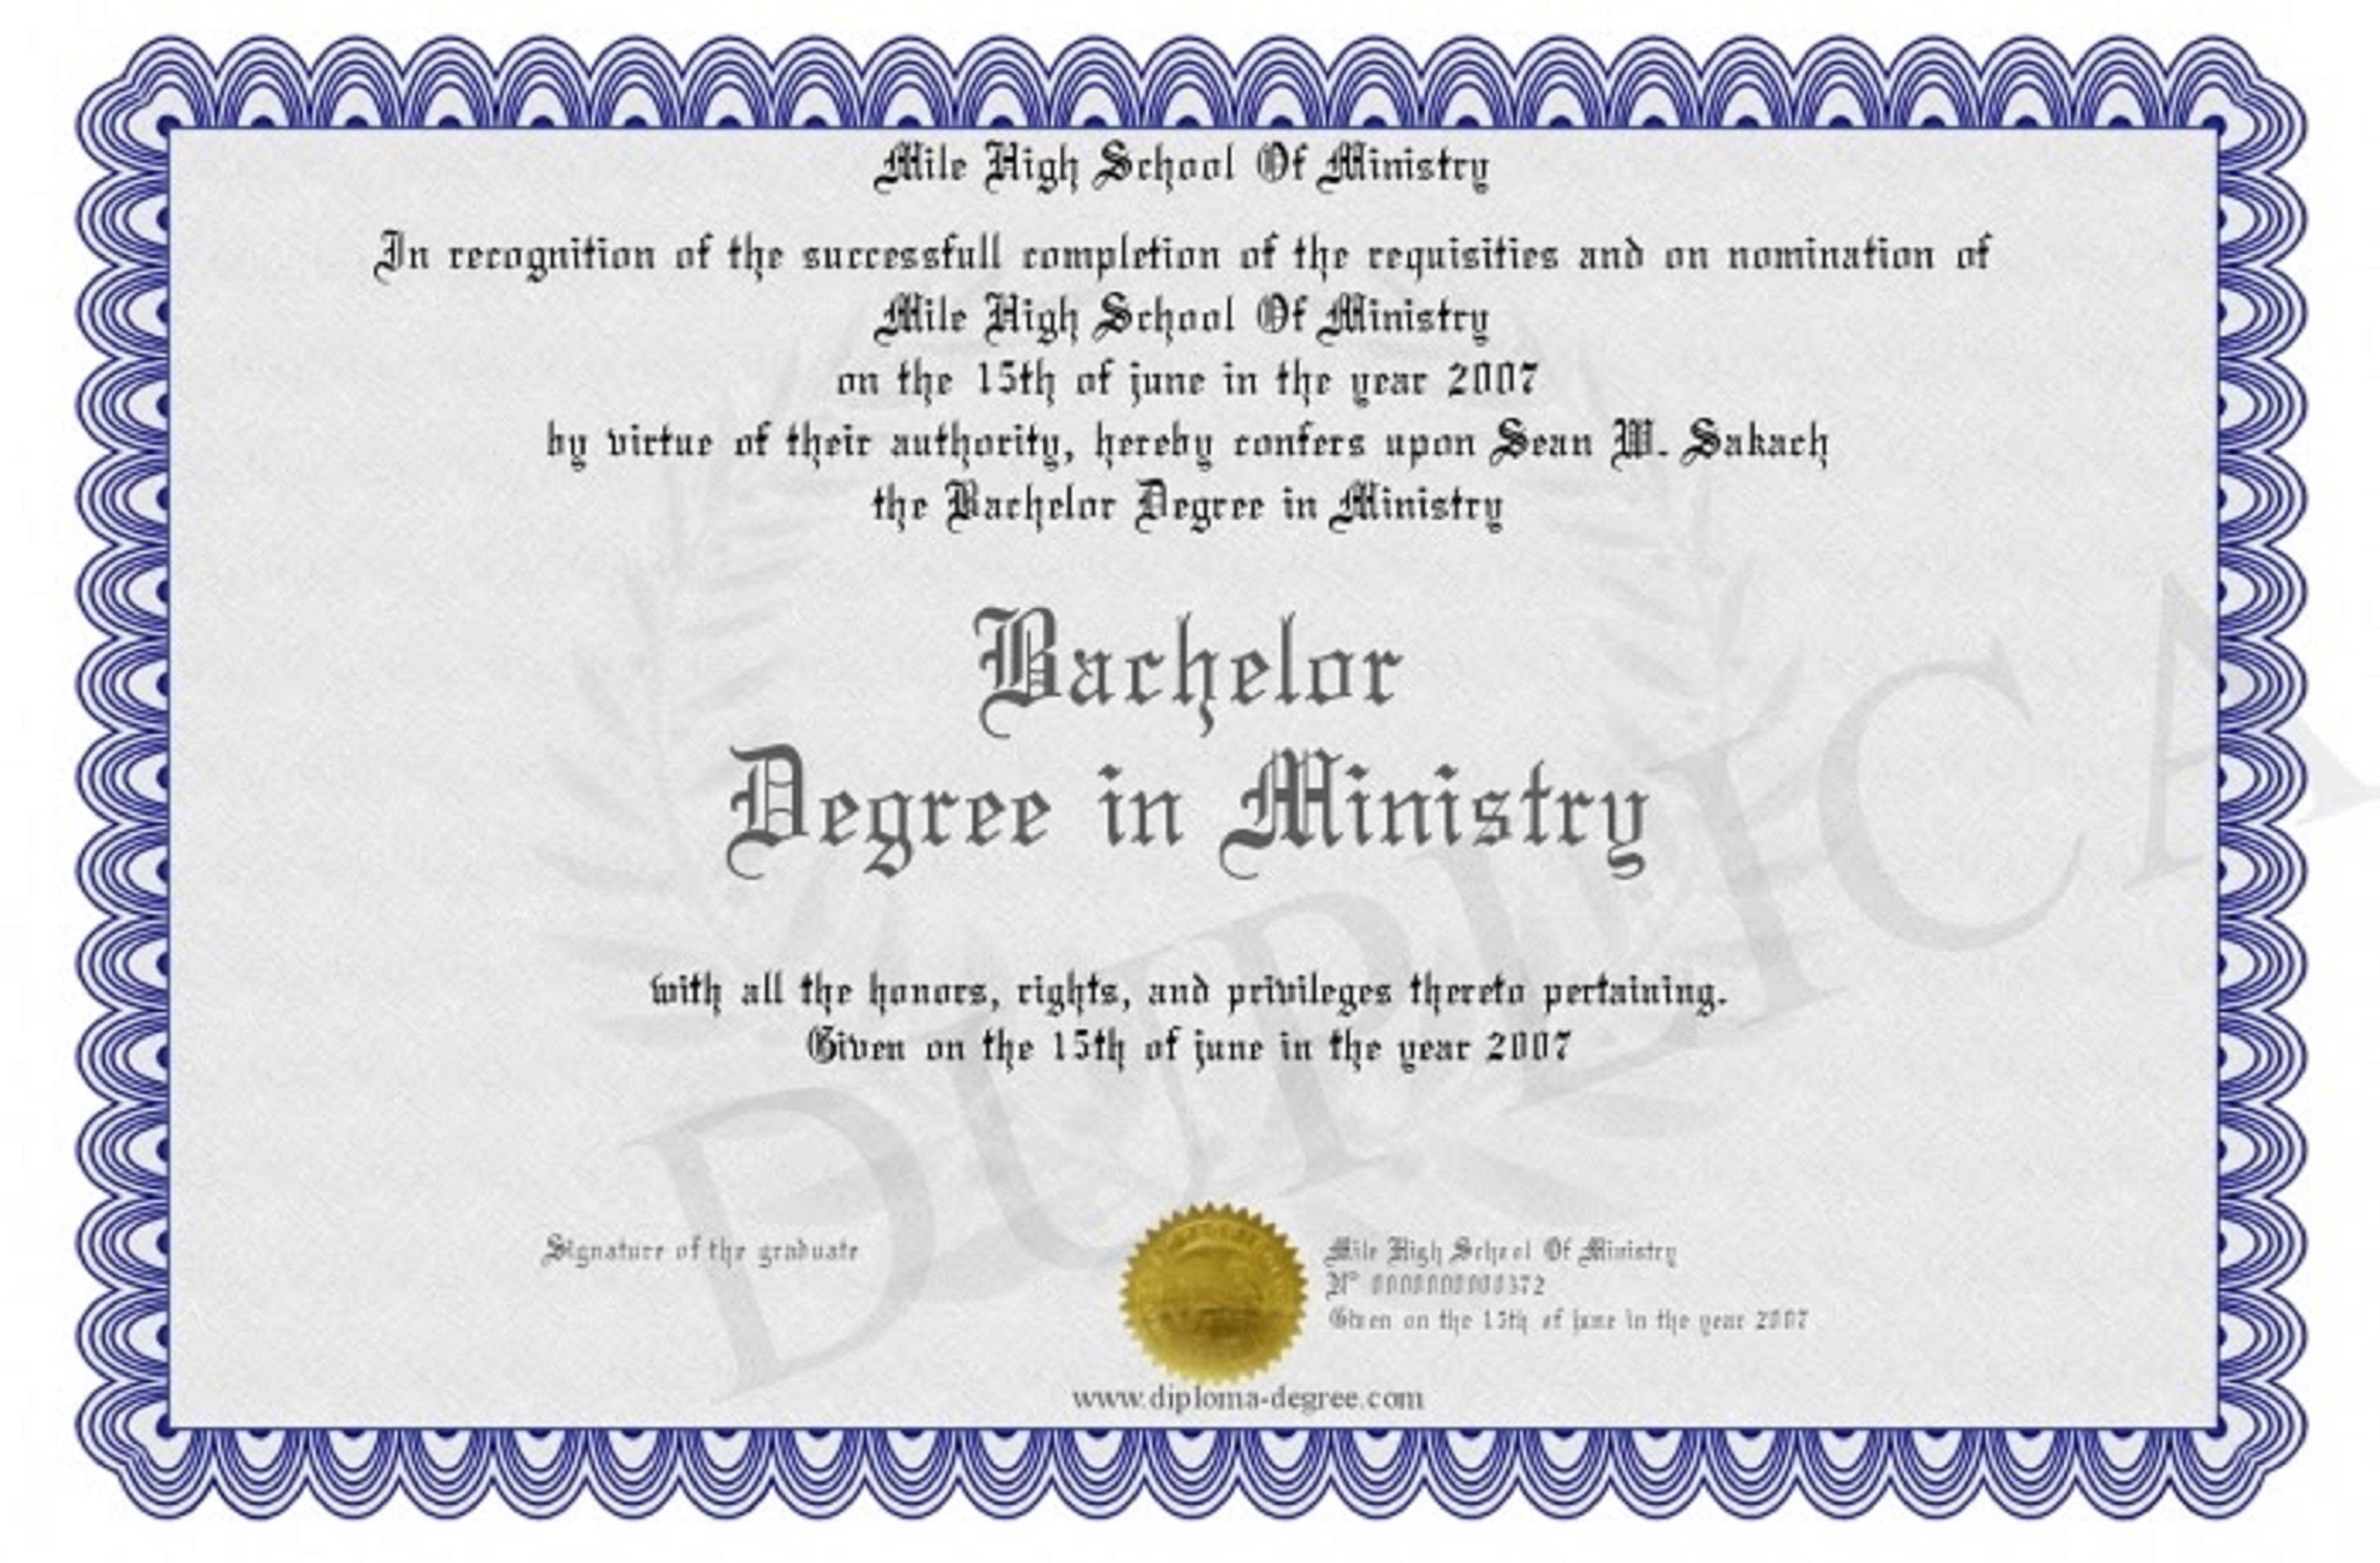 Mile High School Of Ministry
In recognition of the successfull completion of the requisities and on nomination of
Mile High School Of Ministry
on the 15th of june in the year 2007
by virtue of their authority, hereby confers upon Sean W. Sakach
the Bachelor Degree in Ministry
Bachelor
Degree in Ministry
with all the honors, rights, and privileges thereto pertaining.
Given on the 15th of june in the year 2007
DUPLICA
Signature of the graduate
Mile High School Of Ministry
N° 0000000000372
Given on the 15th of june in the year 2007
www.diploma-degree.com